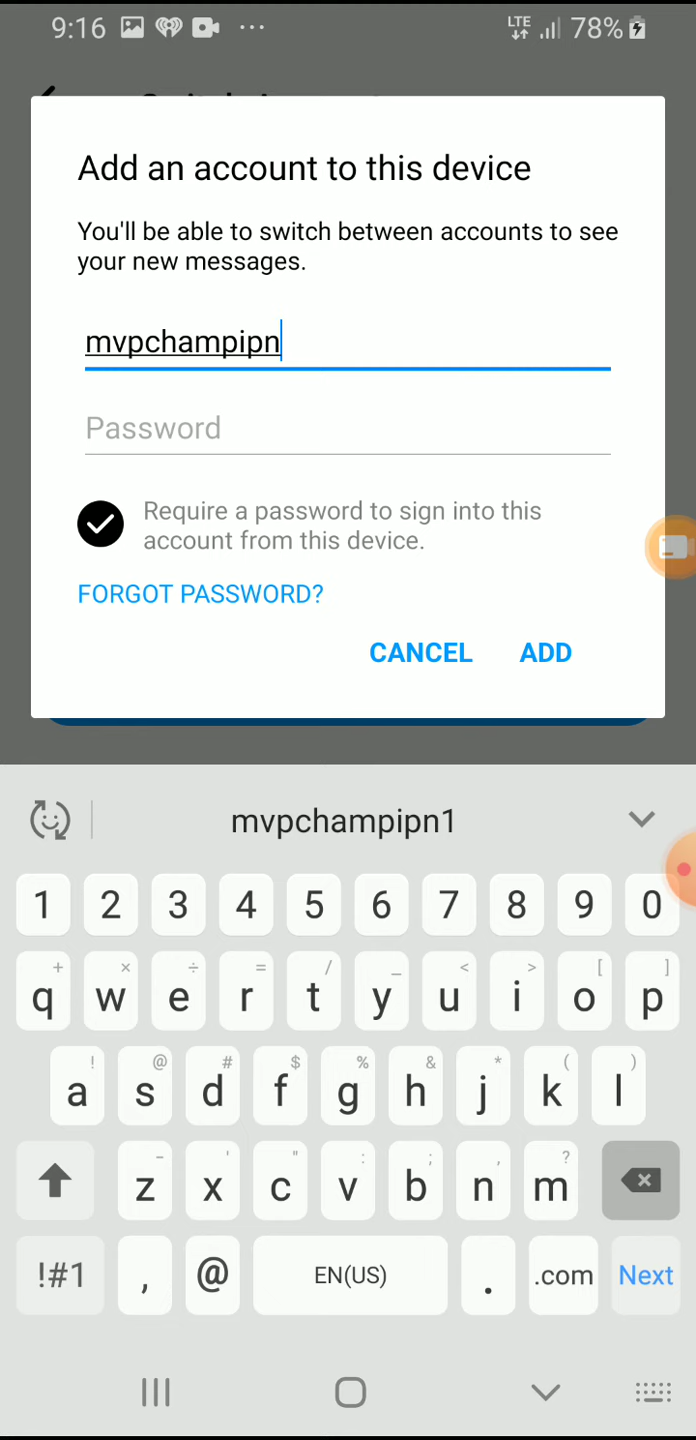 9:16 ... LTE 78%
Add an account to this device
You'll be able to switch between accounts to see
your new messages.
mvpchampipn
Password
Require a password to sign into this
account from this device.
FORGOT PASSWORD?
CANCEL ADD
mvpchampipn1
1 2 3 4 5 6 7 8 9 0
+ × ÷ = / _ < > [ ]
q w e r t y u i o p
! @ # $ % & * ( )
a s d f g h j k l
- ' " : ; , ?
z x c v b n m
!#1 , @ EN(US) . .com Next